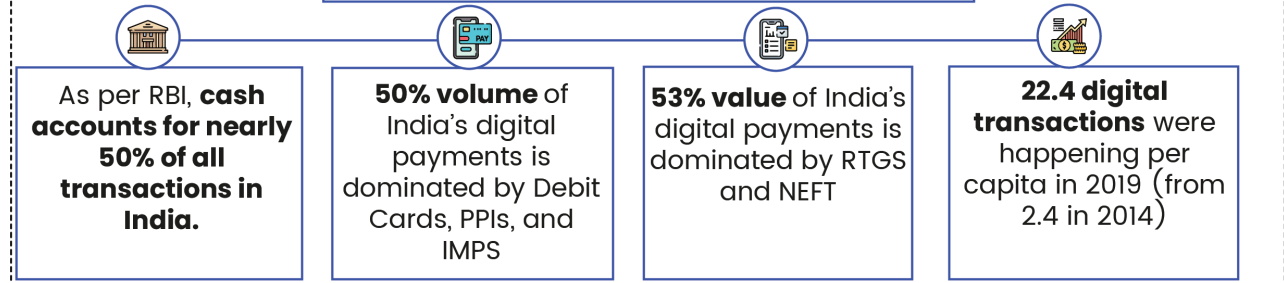 PAY
As per RBI, cash
accounts for nearly
50% of all
transactions in
India.
50% volume of
India's digital
payments is
dominated by Debit
Cards, PPIs, and
IMPS
53% value of India's
digital payments is
dominated by RTGS
and NEFT
22.4 digital
transactions were
happening per
capita in 2019 (from
2.4 in 2014)